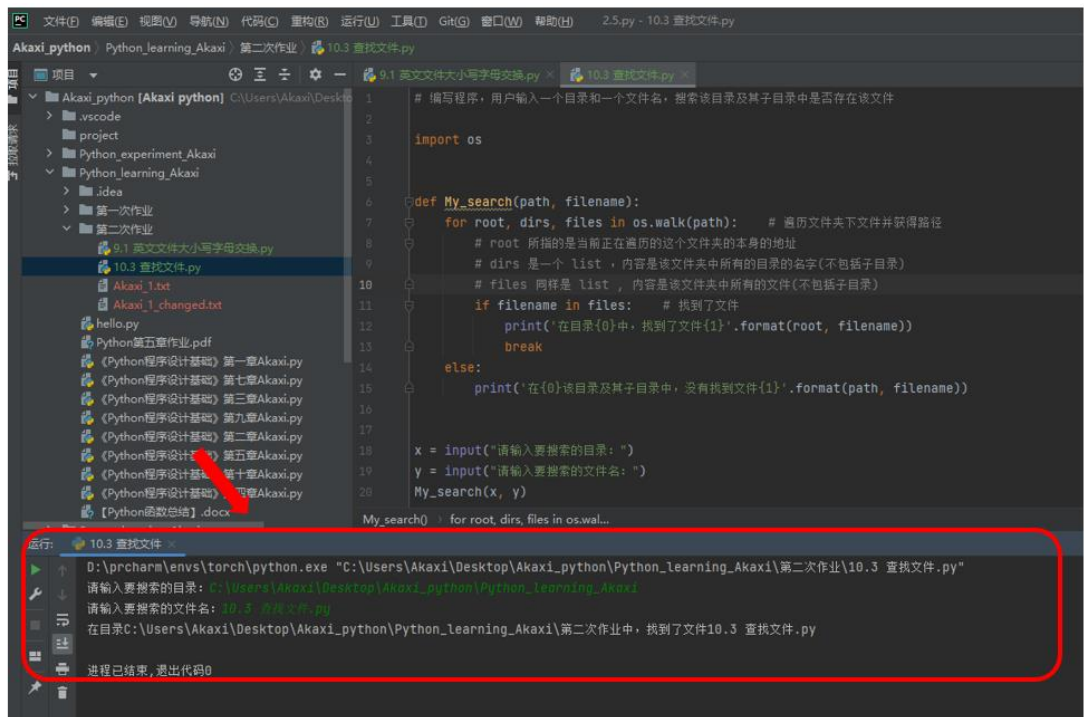 文件(F) 编辑(E) 视图(V) 导航(N) 代码(C) 重构(R) 运行(U) 工具(T) Git(G) 窗口(W) 帮助(H) 2.5.py - 10.3 查找文件.py
Akaxi_python Python_learning_Akaxi 第二次作业 10.3 查找文件.py
项目
项目
9.1 英文文件大小写字母交换.py
10.3 查找文件.py
Akaxi_python [Akaxi python] C:\Users\Akaxi\Deskto
.vscode
project
Python_experiment_Akaxi
Python_learning_Akaxi
.idea
第一次作业
第二次作业
9.1 英文文件大小写字母交换.py
10.3 查找文件.py
Akaxi_1.txt
Akaxi_1_changed.txt
hello.py
Python第五章作业.pdf
《Python程序设计基础》第一章Akaxi.py
《Python程序设计基础》第七章Akaxi.py
《Python程序设计基础》第三章Akaxi.py
《Python程序设计基础》第九章Akaxi.py
《Python程序设计基础》第二章Akaxi.py
《Python程序设计基础》第五章Akaxi.py
《Python程序设计基 第十章Akaxi.py
《Python程序设计基础》 四章Akaxi.py
【Python函数总结】.docx
拉取请求
1 # 编写程序，用户输入一个目录和一个文件名，搜索该目录及其子目录中是否存在该文件
2
3 import os
4
5
6 def My_search(path, filename):
7 for root, dirs, files in os.walk(path): # 遍历文件夹下文件并获得路径
8 # root 所指的是当前正在遍历的这个文件夹的本身的地址
9 # dirs 是一个 list ，内容是该文件夹中所有的目录的名字(不包括子目录)
10 # files 同样是 list , 内容是该文件夹中所有的文件(不包括子目录)
11 if filename in files: # 找到了文件
12 print('在目录{0}中，找到了文件{1}'.format(root, filename))
13 break
14 else:
15 print('在{0}该目录及其子目录中，没有找到文件{1}'.format(path, filename))
16
17
18 x = input("请输入要搜索的目录：")
19 y = input("请输入要搜索的文件名：")
20 My_search(x, y)
My_search() for root, dirs, files in os.wal...
运行: 10.3 查找文件
D:\prcharm\envs\torch\python.exe "C:\Users\Akaxi\Desktop\Akaxi_python\Python_learning_Akaxi\第二次作业\10.3 查找文件.py"
请输入要搜索的目录：C:\Users\Akaxi\Desktop\Akaxi_python\Python_learning_Akaxi
请输入要搜索的文件名：10.3 查找文件.py
在目录C:\Users\Akaxi\Desktop\Akaxi_python\Python_learning_Akaxi\第二次作业中，找到了文件10.3 查找文件.py
进程已结束,退出代码0